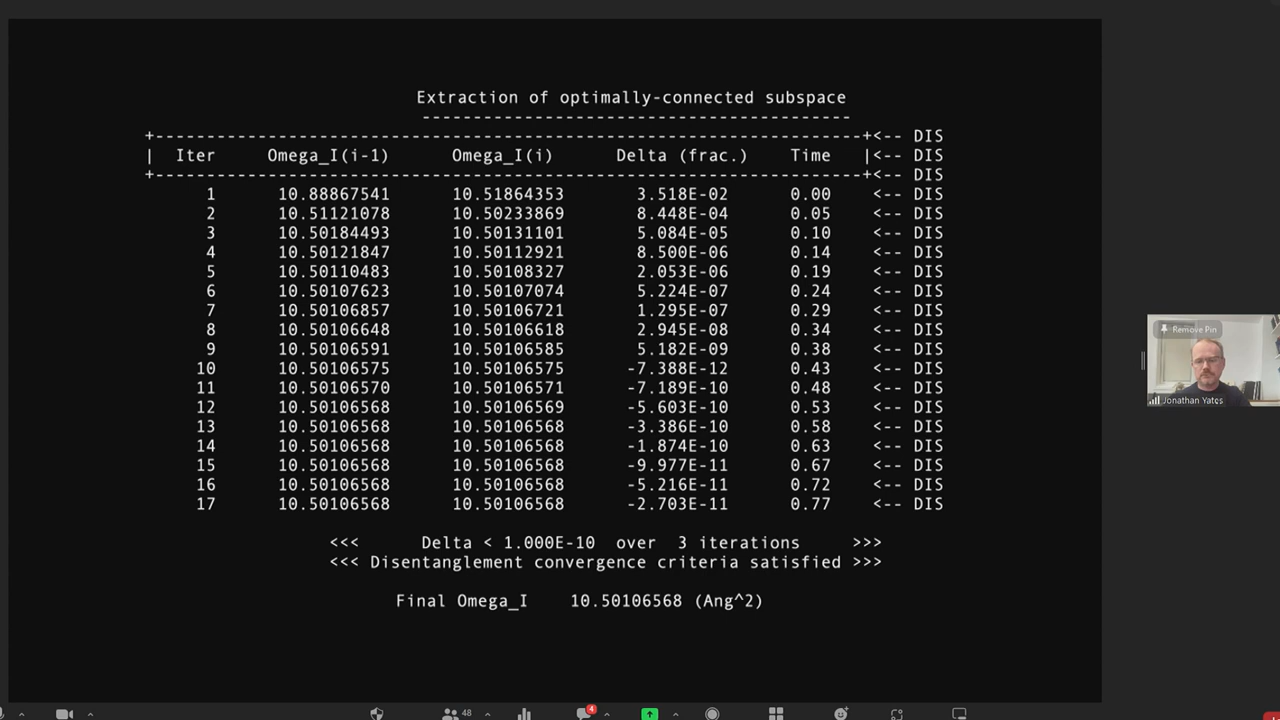 Extraction of optimally-connected subspace
------------------------------------------
+---------------------------------------------------------------------+<-- DIS
| Iter Omega_I(i-1) Omega_I(i) Delta (frac.) Time |<-- DIS
+---------------------------------------------------------------------+<-- DIS
1 10.88867541 10.51864353 3.518E-02 0.00 <-- DIS
2 10.51121078 10.50233869 8.448E-04 0.05 <-- DIS
3 10.50184493 10.50131101 5.084E-05 0.10 <-- DIS
4 10.50121847 10.50112921 8.500E-06 0.14 <-- DIS
5 10.50110483 10.50108327 2.053E-06 0.19 <-- DIS
6 10.50107623 10.50107074 5.224E-07 0.24 <-- DIS
7 10.50106857 10.50106721 1.295E-07 0.29 <-- DIS
8 10.50106648 10.50106618 2.945E-08 0.34 <-- DIS
9 10.50106591 10.50106585 5.182E-09 0.38 <-- DIS
10 10.50106575 10.50106575 -7.388E-12 0.43 <-- DIS
11 10.50106570 10.50106571 -7.189E-10 0.48 <-- DIS
12 10.50106568 10.50106569 -5.603E-10 0.53 <-- DIS
13 10.50106568 10.50106568 -3.386E-10 0.58 <-- DIS
14 10.50106568 10.50106568 -1.874E-10 0.63 <-- DIS
15 10.50106568 10.50106568 -9.977E-11 0.67 <-- DIS
16 10.50106568 10.50106568 -5.216E-11 0.72 <-- DIS
17 10.50106568 10.50106568 -2.703E-11 0.77 <-- DIS
<<< Delta < 1.000E-10 over 3 iterations >>>
<<< Disentanglement convergence criteria satisfied >>>
Final Omega_I 10.50106568 (Ang^2)
Remove Pin
Jonathan Yates
48
4